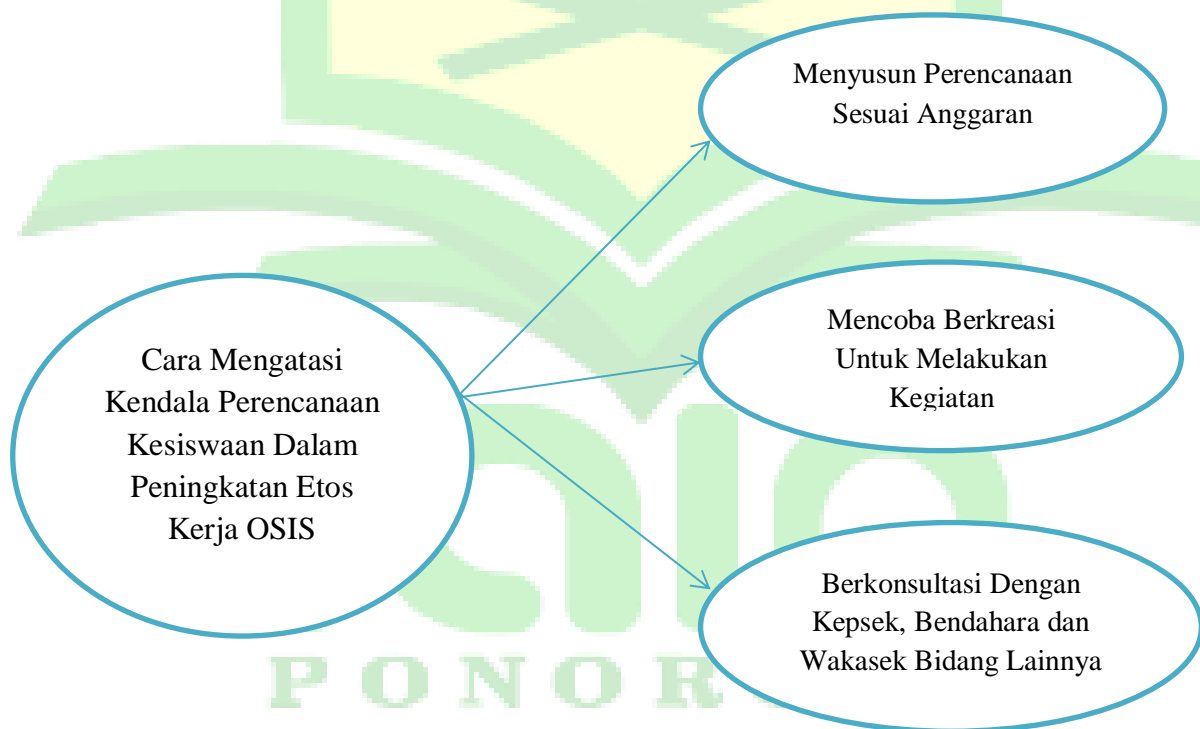 Menyusun Perencanaan
Sesuai Anggaran
Mencoba Berkreasi
Untuk Melakukan
Kegiatan
Cara Mengatasi
Kendala Perencanaan
Kesiswaan Dalam
Peningkatan Etos
Kerja OSIS
Berkonsultasi Dengan
Kepsek, Bendahara dan
Wakasek Bidang Lainnya